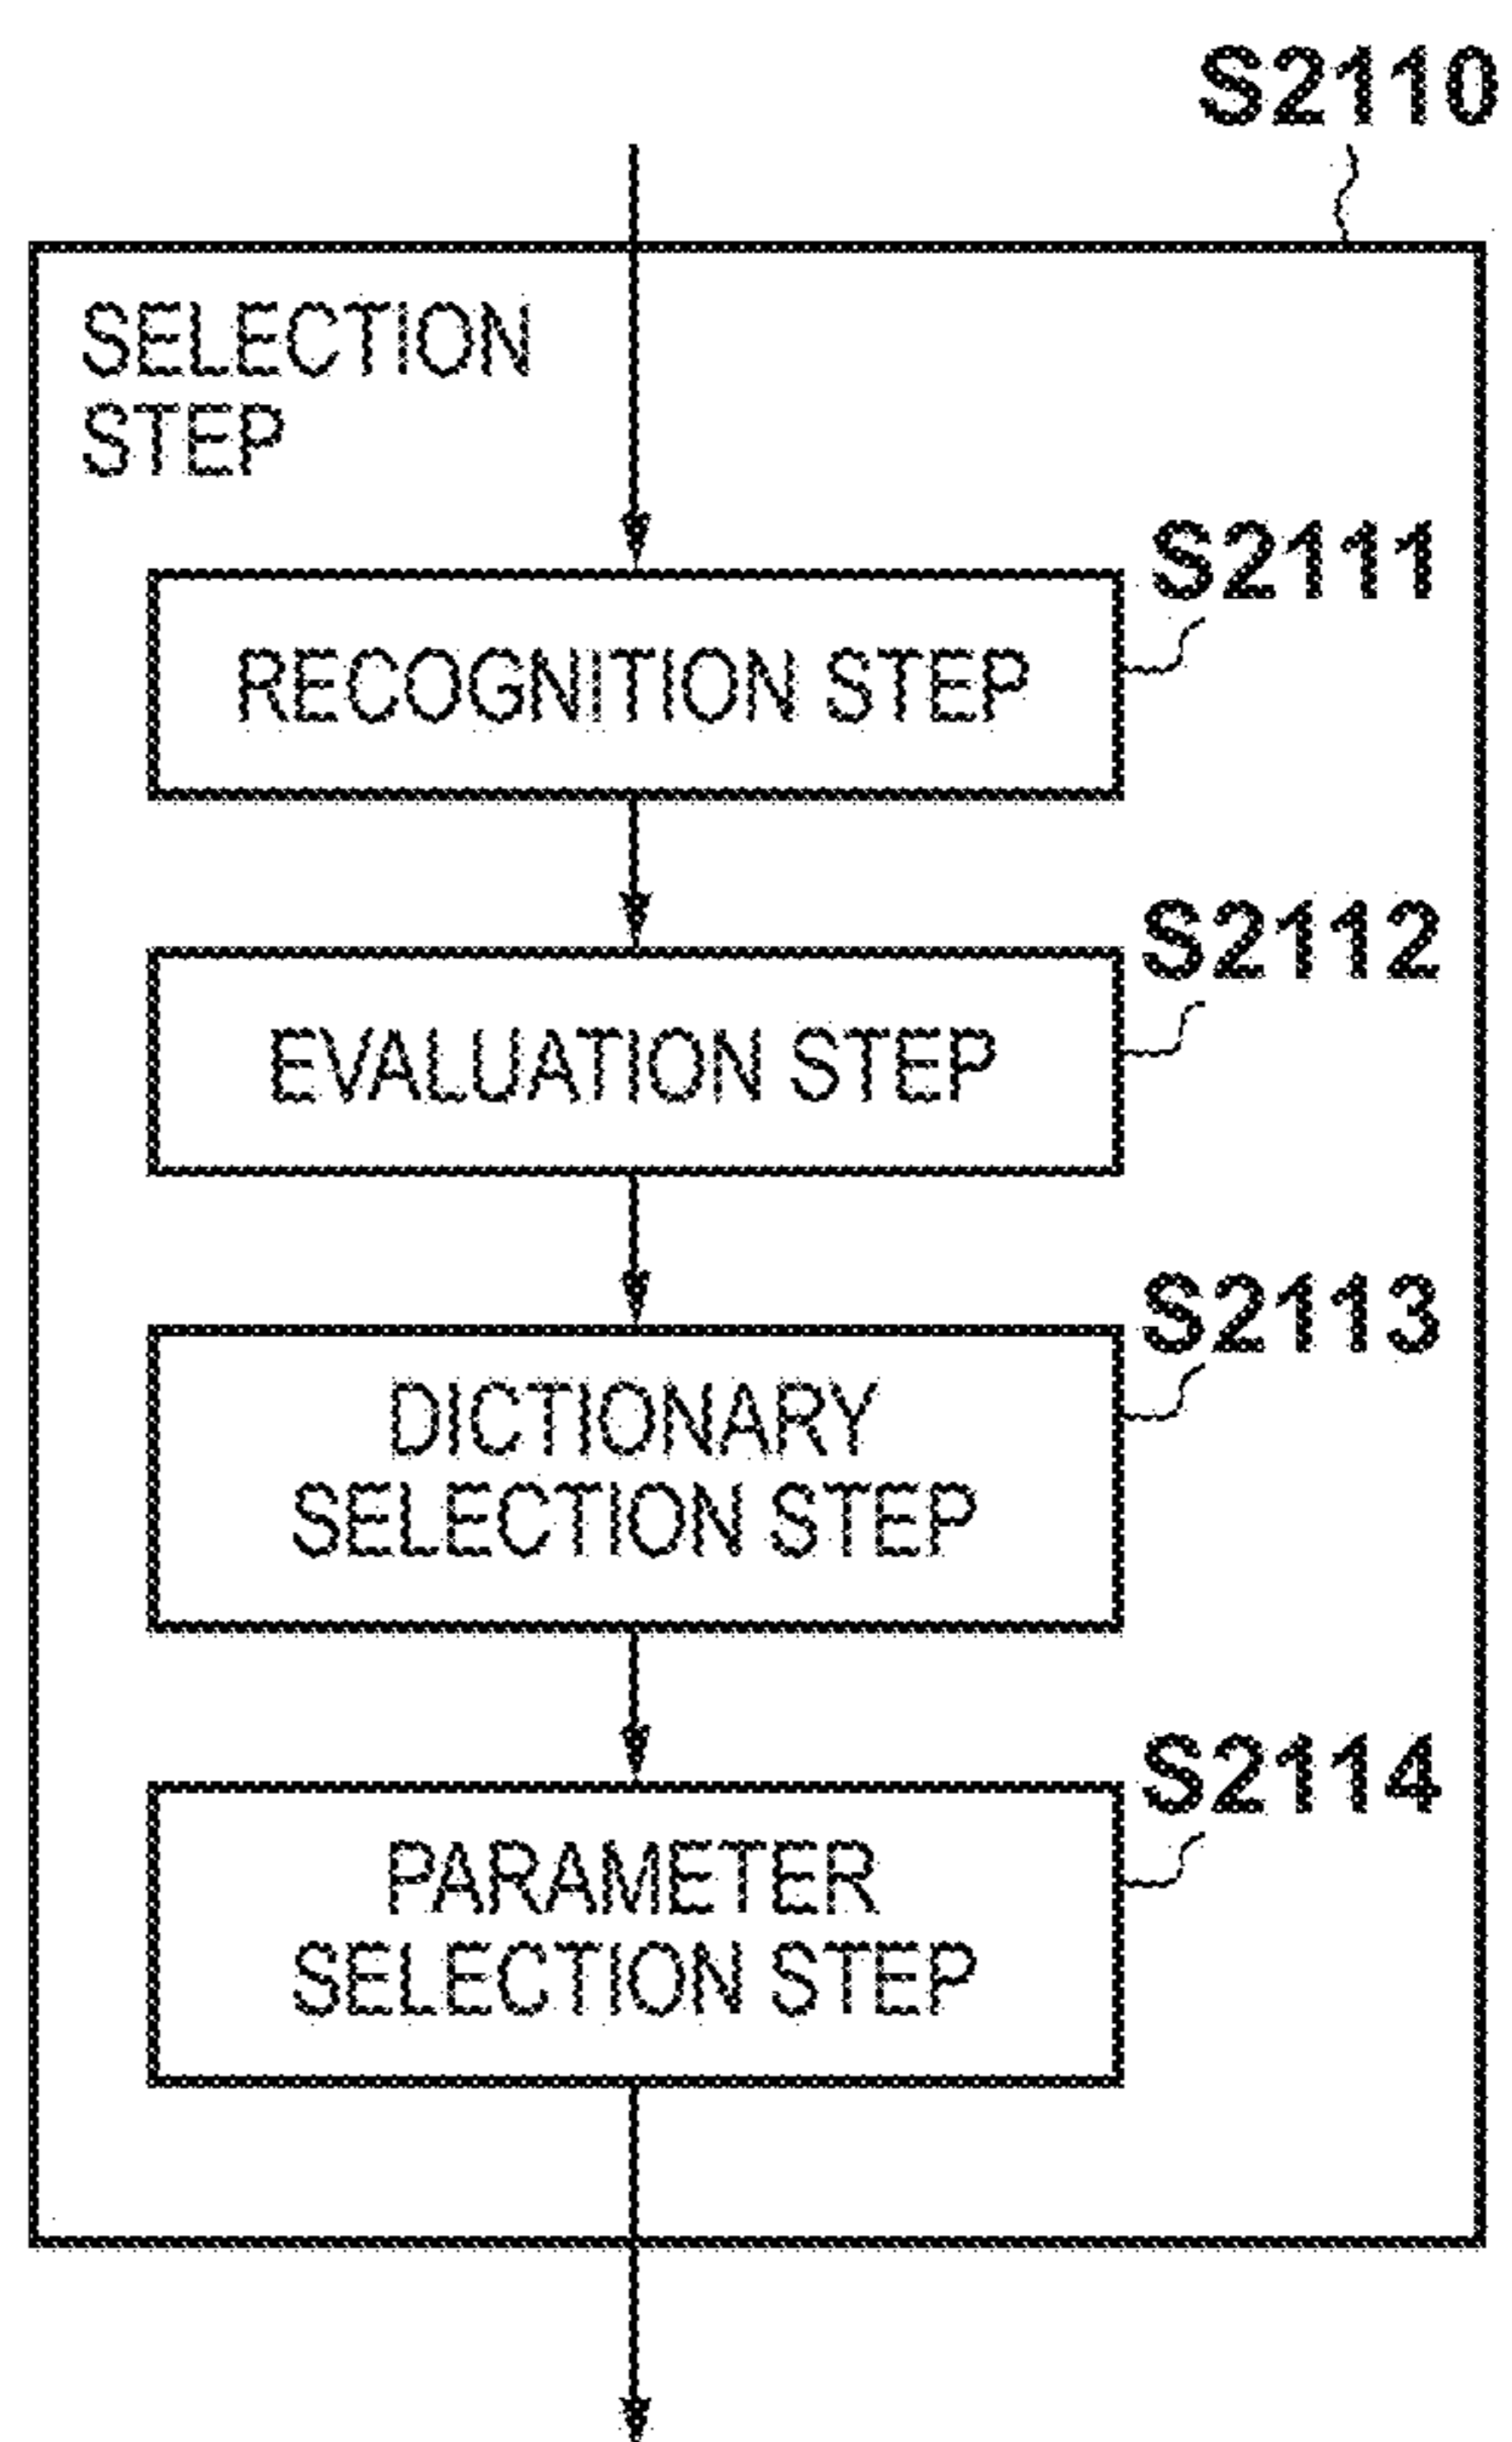 S2110
SELECTION
STEP
S2111
RECOGNITION STEP
S2112
EVALUATION STEP
S2113
DICTIONARY
SELECTION STEP
S2114
PARAMETER
SELECTION STEP